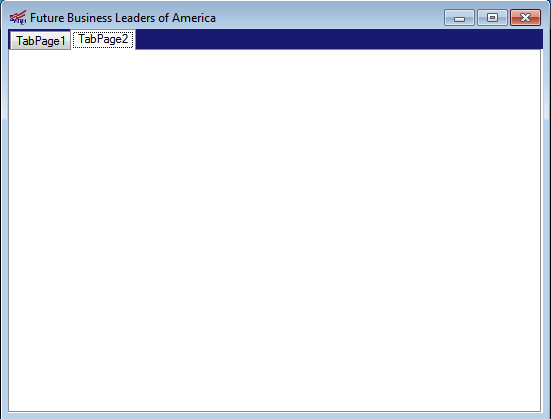 Future Business Leaders of America
TabPage1 TabPage2